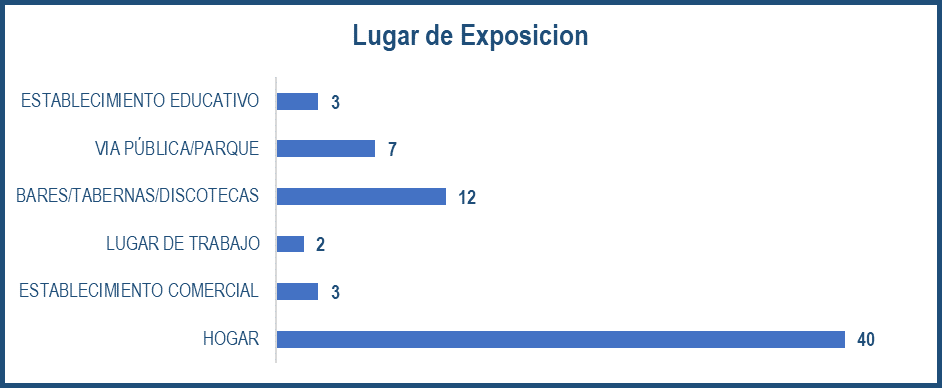 Lugar de Exposicion
ESTABLECIMIENTO EDUCATIVO 3
VIA PÚBLICA/PARQUE 7
BARES/TABERNAS/DISCOTECAS 12
LUGAR DE TRABAJO 2
ESTABLECIMIENTO COMERCIAL 3
HOGAR 40